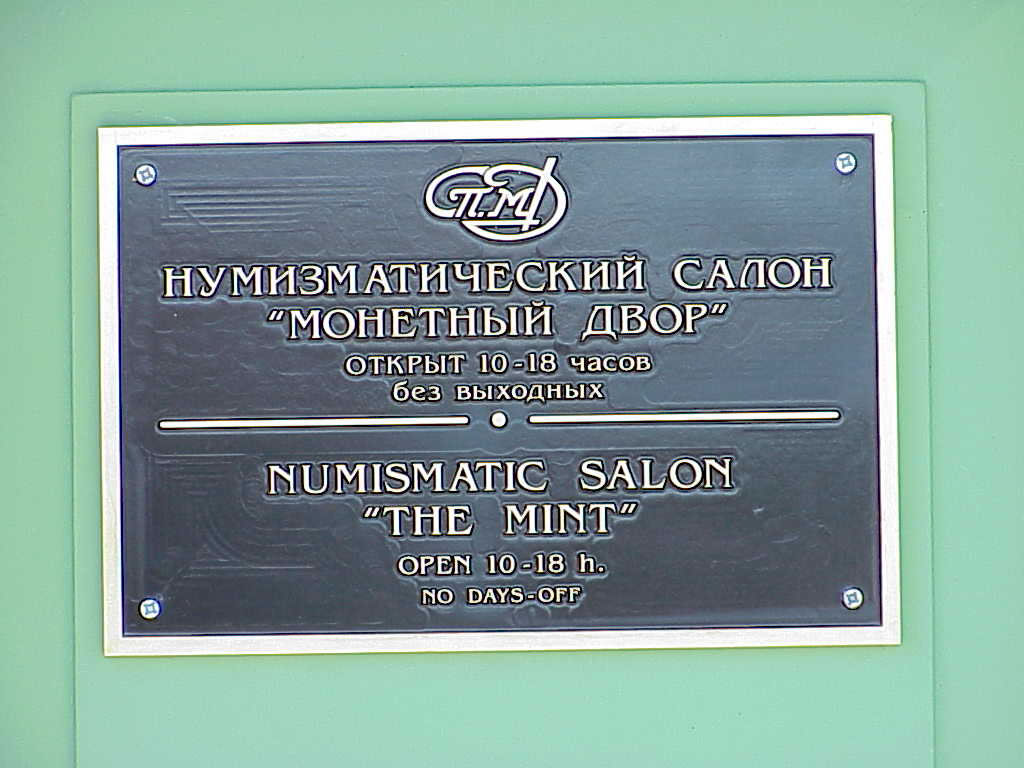 СПМД
НУМИЗМАТИЧЕСКИЙ САЛОН
"МОНЕТНЫЙ ДВОР"
ОТКРЫТ 10-18 часов
без выходных
NUMISMATIC SALON
"THE MINT"
OPEN 10-18 h.
NO DAYS-OFF